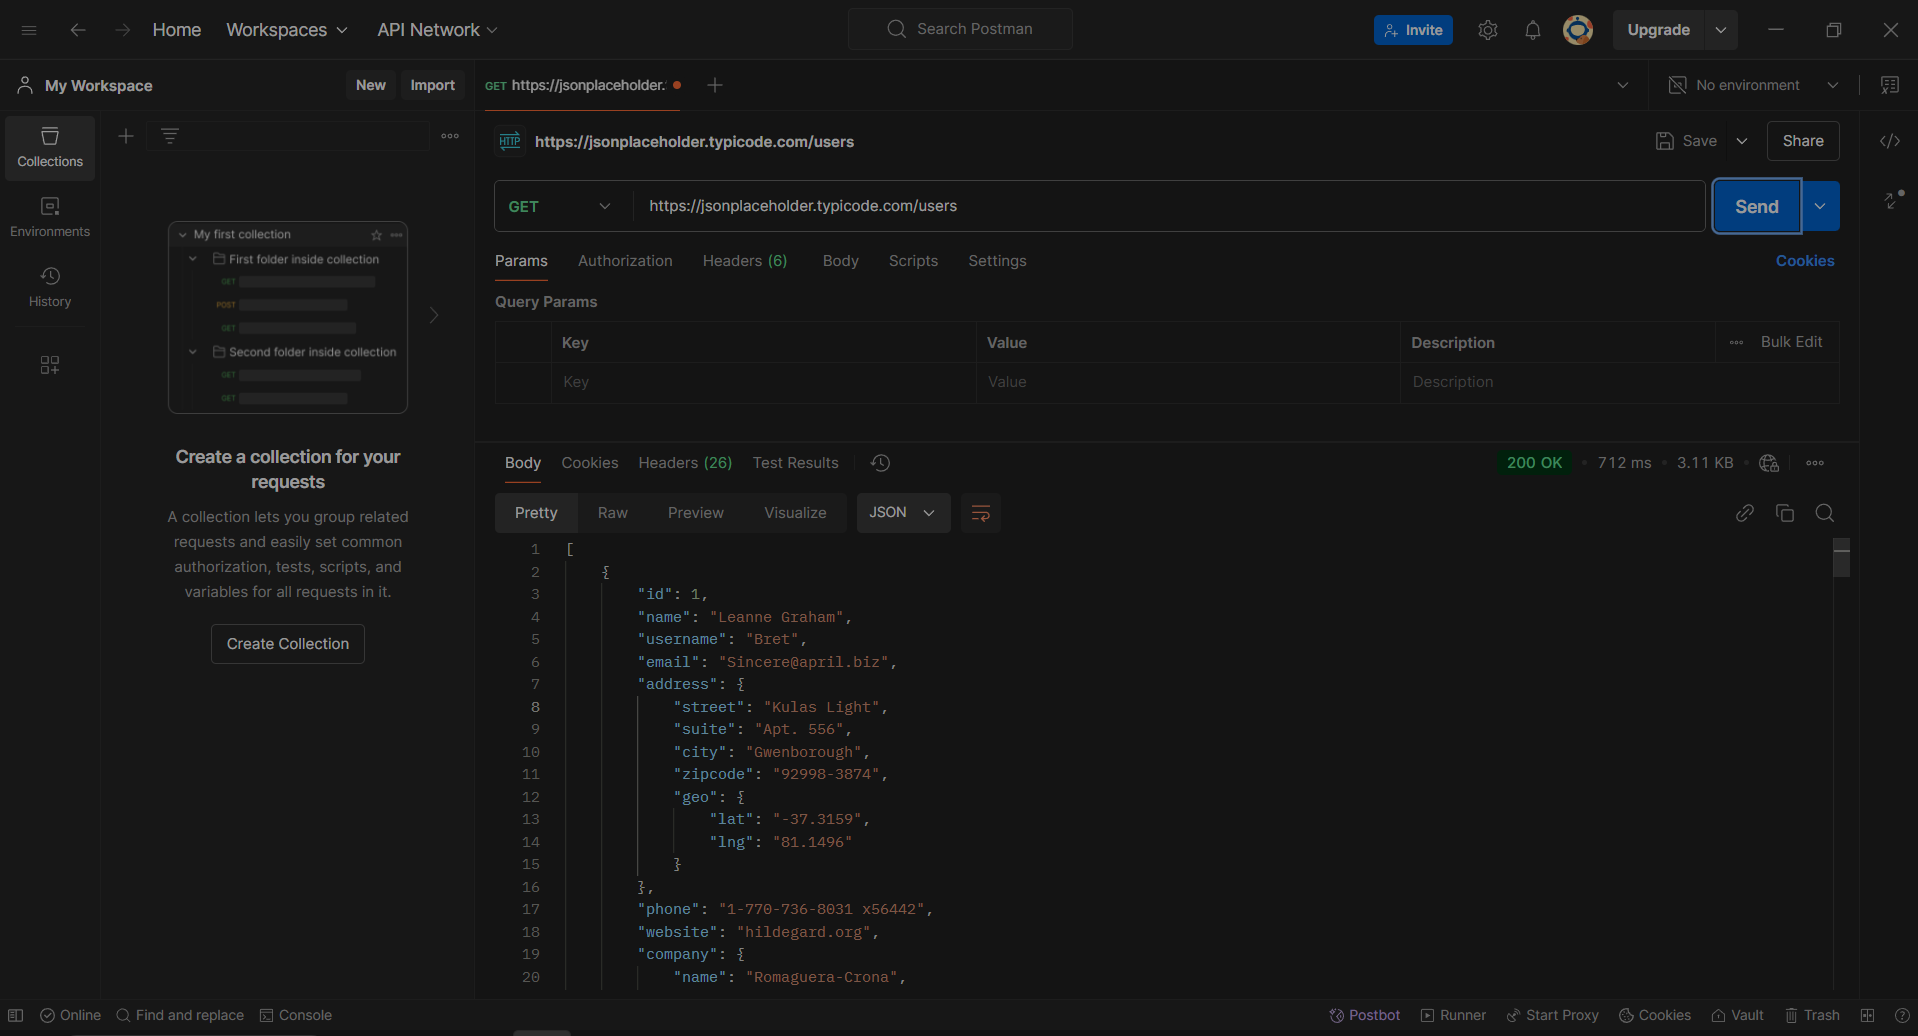 Home Workspaces API Network Search Postman Invite Upgrade
My Workspace New Import GET https://jsonplaceholder. No environment
Collections
Environments
History
My first collection
First folder inside collection
GET
POST
GET
Second folder inside collection
GET
GET
Create a collection for your
requests
A collection lets you group related
requests and easily set common
authorization, tests, scripts, and
variables for all requests in it.
Create Collection
HTTP https://jsonplaceholder.typicode.com/users Save Share </>
GET https://jsonplaceholder.typicode.com/users Send
Params Authorization Headers (6) Body Scripts Settings Cookies
Query Params
Key Value Description Bulk Edit
Key Value Description
Body Cookies Headers (26) Test Results 200 OK 712 ms 3.11 KB
Pretty Raw Preview Visualize JSON
1 [
2 {
3 "id": 1,
4 "name": "Leanne Graham",
5 "username": "Bret",
6 "email": "Sincere@april.biz",
7 "address": {
8 "street": "Kulas Light",
9 "suite": "Apt. 556",
10 "city": "Gwenborough",
11 "zipcode": "92998-3874",
12 "geo": {
13 "lat": "-37.3159",
14 "lng": "81.1496"
15 }
16 },
17 "phone": "1-770-736-8031 x56442",
18 "website": "hildegard.org",
19 "company": {
20 "name": "Romaguera-Crona",
Online Find and replace Console Postbot Runner Start Proxy Cookies Vault Trash